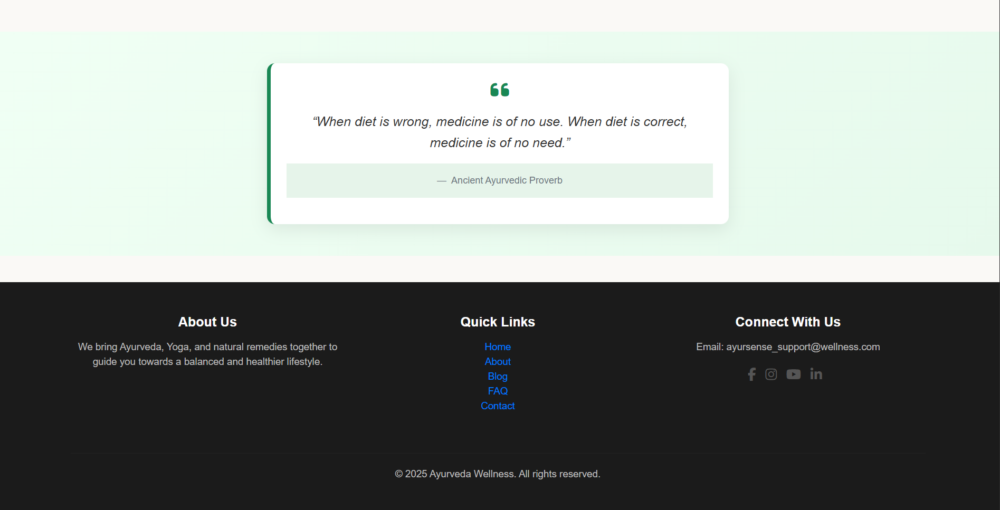 “When diet is wrong, medicine is of no use. When diet is correct,
medicine is of no need.”
— Ancient Ayurvedic Proverb
About Us
We bring Ayurveda, Yoga, and natural remedies together to
guide you towards a balanced and healthier lifestyle.
Quick Links
Home
About
Blog
FAQ
Contact
Connect With Us
Email: ayursense_support@wellness.com
© 2025 Ayurveda Wellness. All rights reserved.